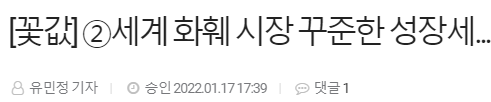 [꽃값] ②세계 화훼 시장 꾸준한 성장세...
유민정 기자 승인 2022.01.17 17:39 댓글 1